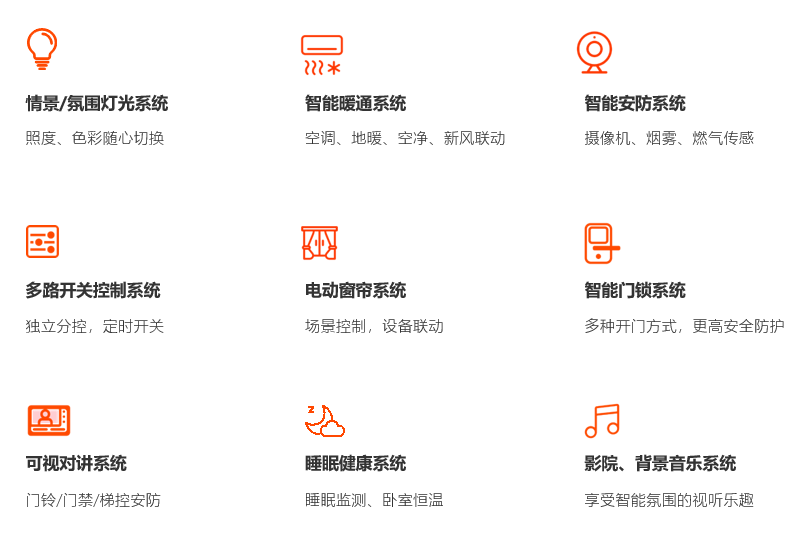 情景/氛围灯光系统
照度、色彩随心切换
智能暖通系统
空调、地暖、空净、新风联动
智能安防系统
摄像机、烟雾、燃气传感
多路开关控制系统
独立分控，定时开关
电动窗帘系统
场景控制，设备联动
智能门锁系统
多种开门方式，更高安全防护
可视对讲系统
门铃/门禁/梯控安防
z
睡眠健康系统
睡眠监测、卧室恒温
影院、背景音乐系统
享受智能氛围的视听乐趣